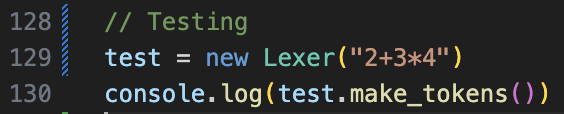 128 // Testing
129 test = new Lexer("2+3*4")
130 console.log(test.make_tokens())